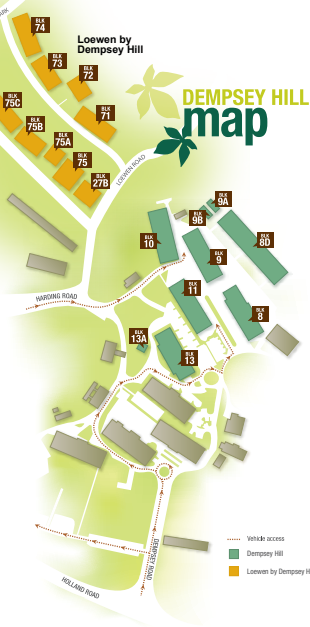 ARK
BLK
74
Loewen by
Dempsey Hill
BLK
73
BLK
72
BLK
75C
BLK
71
BLK
75B
BLK
75A
BLK
75
BLK
27B
DEMPSEY HILL
map
LOEWEN ROAD
BLK
9A
BLK
9B
BLK
10
BLK
8D
BLK
9
BLK
11
HARDING ROAD
BLK
8
BLK
13A
BLK
13
DEMPSEY ROAD
HOLLAND ROAD
Vehicle access
Dempsey Hill
Loewen by Dempsey H